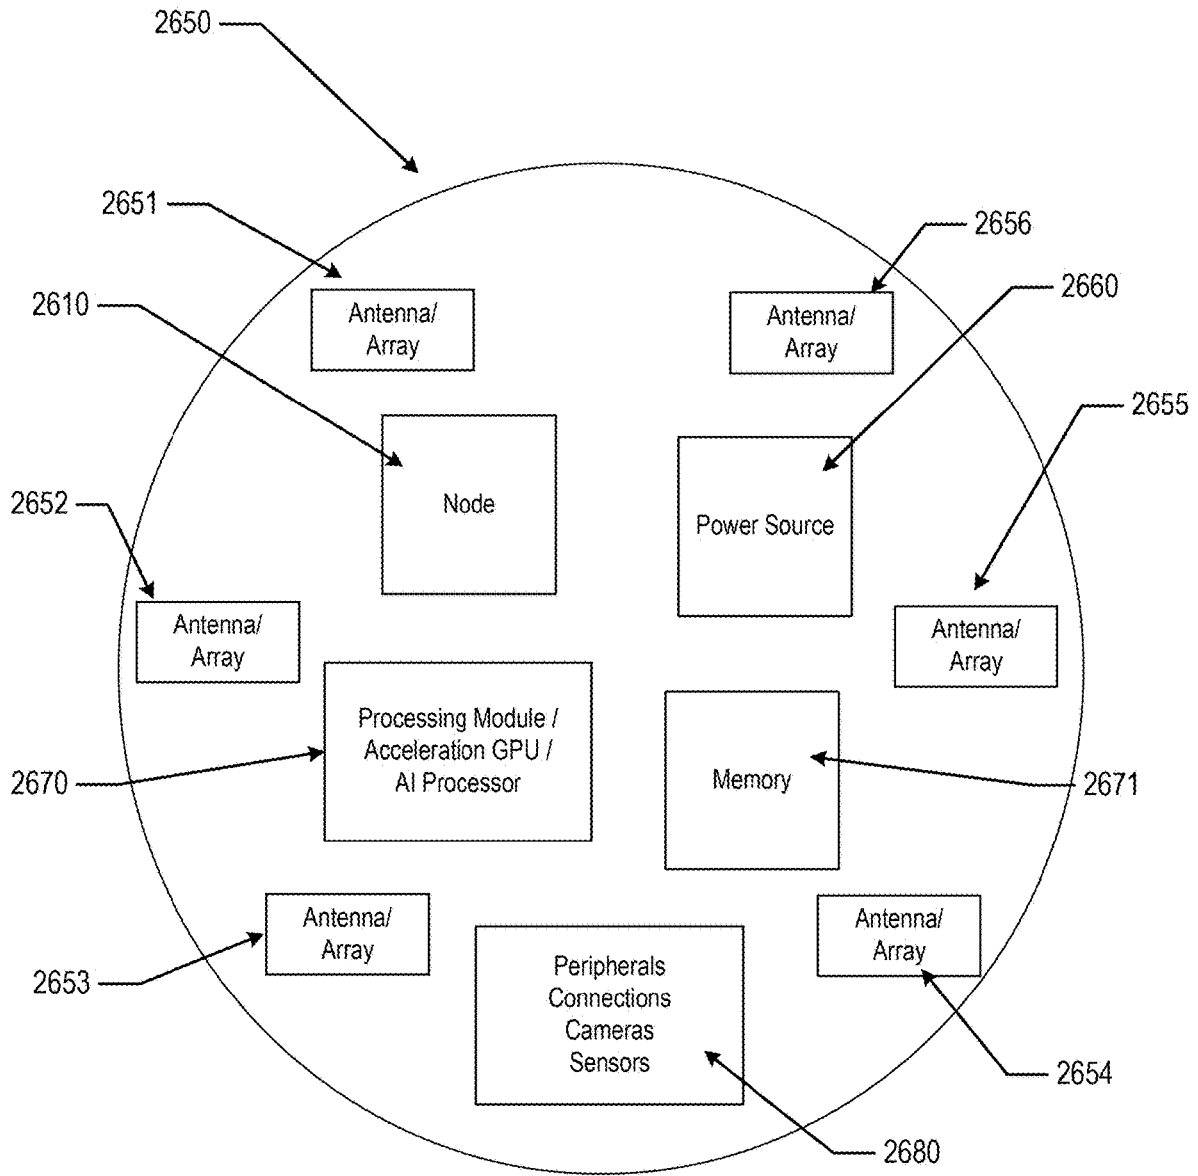 2650
2651
2656
2610
2660
Antenna/
Array
Antenna/
Array
2655
2652
Node
Power Source
Antenna/
Array
Antenna/
Array
Processing Module /
Acceleration GPU /
AI Processor
2670
Memory
2671
Antenna/
Array
Antenna/
Array
2653
Peripherals
Connections
Cameras
Sensors
2654
2680